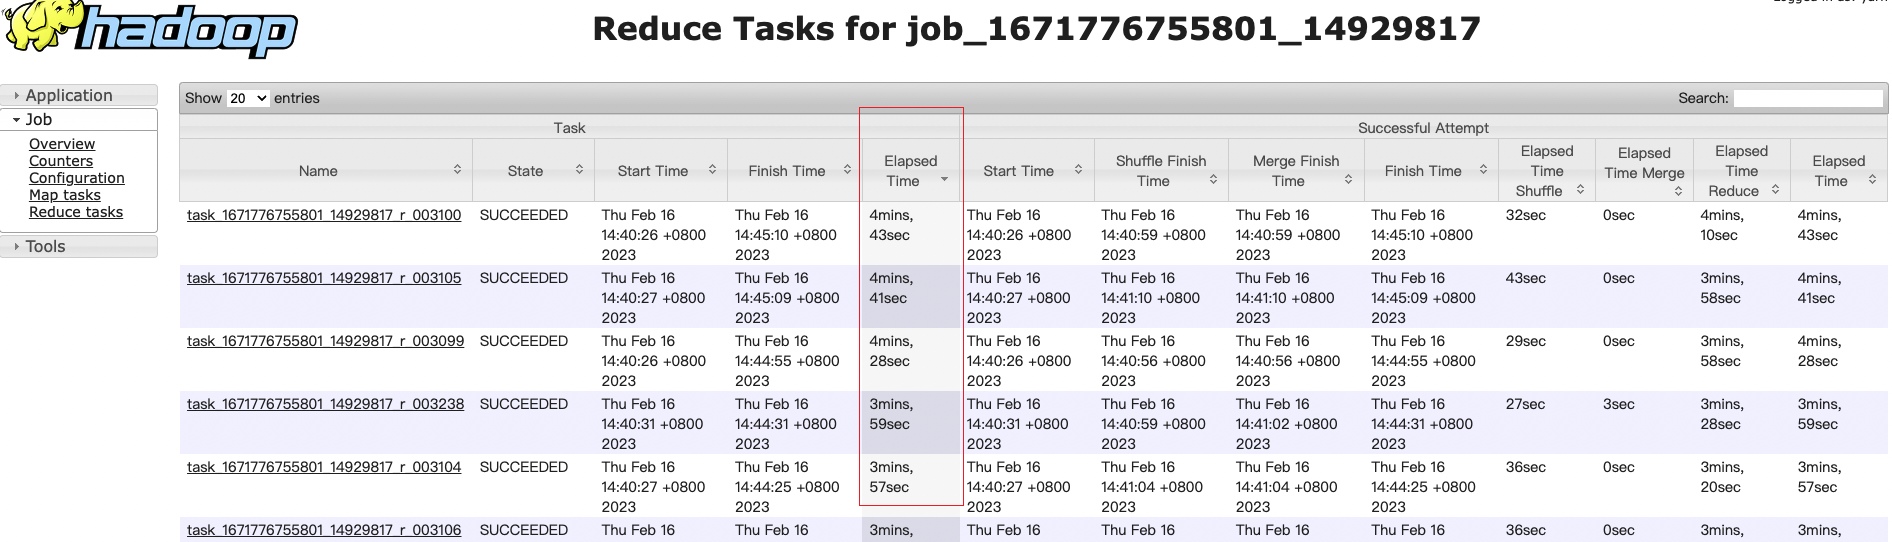 hadoop
Reduce Tasks for job_1671776755801_14929817
Application
Job
Overview
Counters
Configuration
Map tasks
Reduce tasks
Tools
Show 20 entries
Search:
Task Successful Attempt
Name State Start Time Finish Time Elapsed Time Start Time Shuffle Finish Time Merge Finish Time Finish Time Elapsed Time Shuffle Elapsed Time Merge Elapsed Time Reduce Elapsed Time
task_1671776755801_14929817_r_003100 SUCCEEDED Thu Feb 16 Thu Feb 16 4mins, Thu Feb 16 Thu Feb 16 Thu Feb 16 Thu Feb 16 32sec 0sec 4mins, 4mins,
14:40:26 +0800 14:45:10 +0800 43sec 14:40:26 +0800 14:40:59 +0800 14:40:59 +0800 14:45:10 +0800 10sec 43sec
2023 2023 2023 2023 2023 2023
task_1671776755801_14929817_r_003105 SUCCEEDED Thu Feb 16 Thu Feb 16 4mins, Thu Feb 16 Thu Feb 16 Thu Feb 16 Thu Feb 16 43sec 0sec 3mins, 4mins,
14:40:27 +0800 14:45:09 +0800 41sec 14:40:27 +0800 14:41:10 +0800 14:41:10 +0800 14:45:09 +0800 58sec 41sec
2023 2023 2023 2023 2023 2023
task_1671776755801_14929817_r_003099 SUCCEEDED Thu Feb 16 Thu Feb 16 4mins, Thu Feb 16 Thu Feb 16 Thu Feb 16 Thu Feb 16 29sec 0sec 3mins, 4mins,
14:40:26 +0800 14:44:55 +0800 28sec 14:40:26 +0800 14:40:56 +0800 14:40:56 +0800 14:44:55 +0800 58sec 28sec
2023 2023 2023 2023 2023 2023
task_1671776755801_14929817_r_003238 SUCCEEDED Thu Feb 16 Thu Feb 16 3mins, Thu Feb 16 Thu Feb 16 Thu Feb 16 Thu Feb 16 27sec 3sec 3mins, 3mins,
14:40:31 +0800 14:44:31 +0800 59sec 14:40:31 +0800 14:40:59 +0800 14:41:02 +0800 14:44:31 +0800 28sec 59sec
2023 2023 2023 2023 2023 2023
task_1671776755801_14929817_r_003104 SUCCEEDED Thu Feb 16 Thu Feb 16 3mins, Thu Feb 16 Thu Feb 16 Thu Feb 16 Thu Feb 16 36sec 0sec 3mins, 3mins,
14:40:27 +0800 14:44:25 +0800 57sec 14:40:27 +0800 14:41:04 +0800 14:41:04 +0800 14:44:25 +0800 20sec 57sec
2023 2023 2023 2023 2023 2023
task_1671776755801_14929817_r_003106 SUCCEEDED Thu Feb 16 Thu Feb 16 3mins, Thu Feb 16 Thu Feb 16 Thu Feb 16 Thu Feb 16 36sec 0sec 3mins, 3mins,